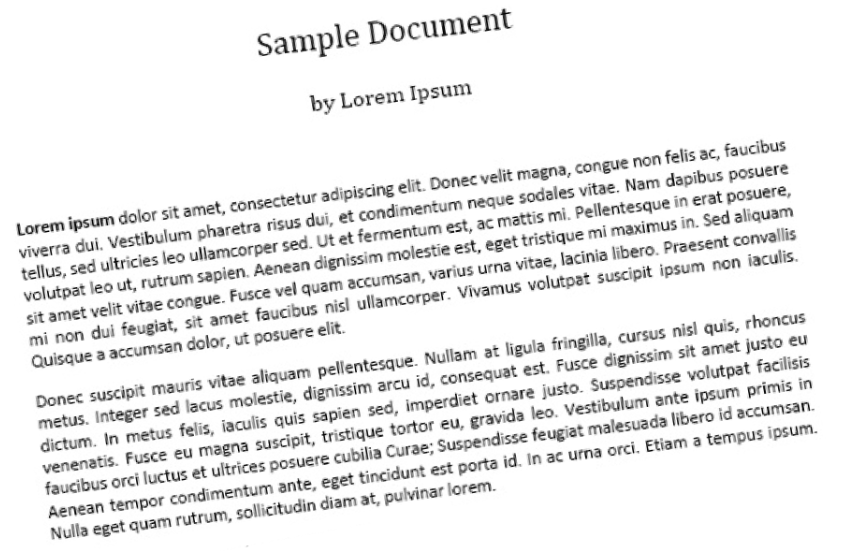 Sample Document
by Lorem Ipsum
Lorem ipsum dolor sit amet, consectetur adipiscing elit. Donec velit magna, congue non felis ac, faucibus
viverra dui. Vestibulum pharetra risus dui, et condimentum neque sodales vitae. Nam dapibus posuere
tellus, sed ultricies leo ullamcorper sed. Ut et fermentum est, ac mattis mi. Pellentesque in erat posuere,
volutpat leo ut, rutrum sapien. Aenean dignissim molestie est, eget tristique mi maximus in. Sed aliquam
sit amet velit vitae congue. Fusce vel quam accumsan, varius urna vitae, lacinia libero. Praesent convallis
mi non dui feugiat, sit amet faucibus nisl ullamcorper. Vivamus volutpat suscipit ipsum non iaculis.
Quisque a accumsan dolor, ut posuere elit.
Donec suscipit mauris vitae aliquam pellentesque. Nullam at ligula fringilla, cursus nisl quis, rhoncus
metus. Integer sed lacus molestie, dignissim arcu id, consequat est. Fusce dignissim sit amet justo eu
dictum. In metus felis, iaculis quis sapien sed, imperdiet ornare justo. Suspendisse volutpat facilisis
venenatis. Fusce eu magna suscipit, tristique tortor eu, gravida leo. Vestibulum ante ipsum primis in
faucibus orci luctus et ultrices posuere cubilia Curae; Suspendisse feugiat malesuada libero id accumsan.
Aenean tempor condimentum ante, eget tincidunt est porta id. In ac urna orci. Etiam a tempus ipsum.
Nulla eget quam rutrum, sollicitudin diam at, pulvinar lorem.